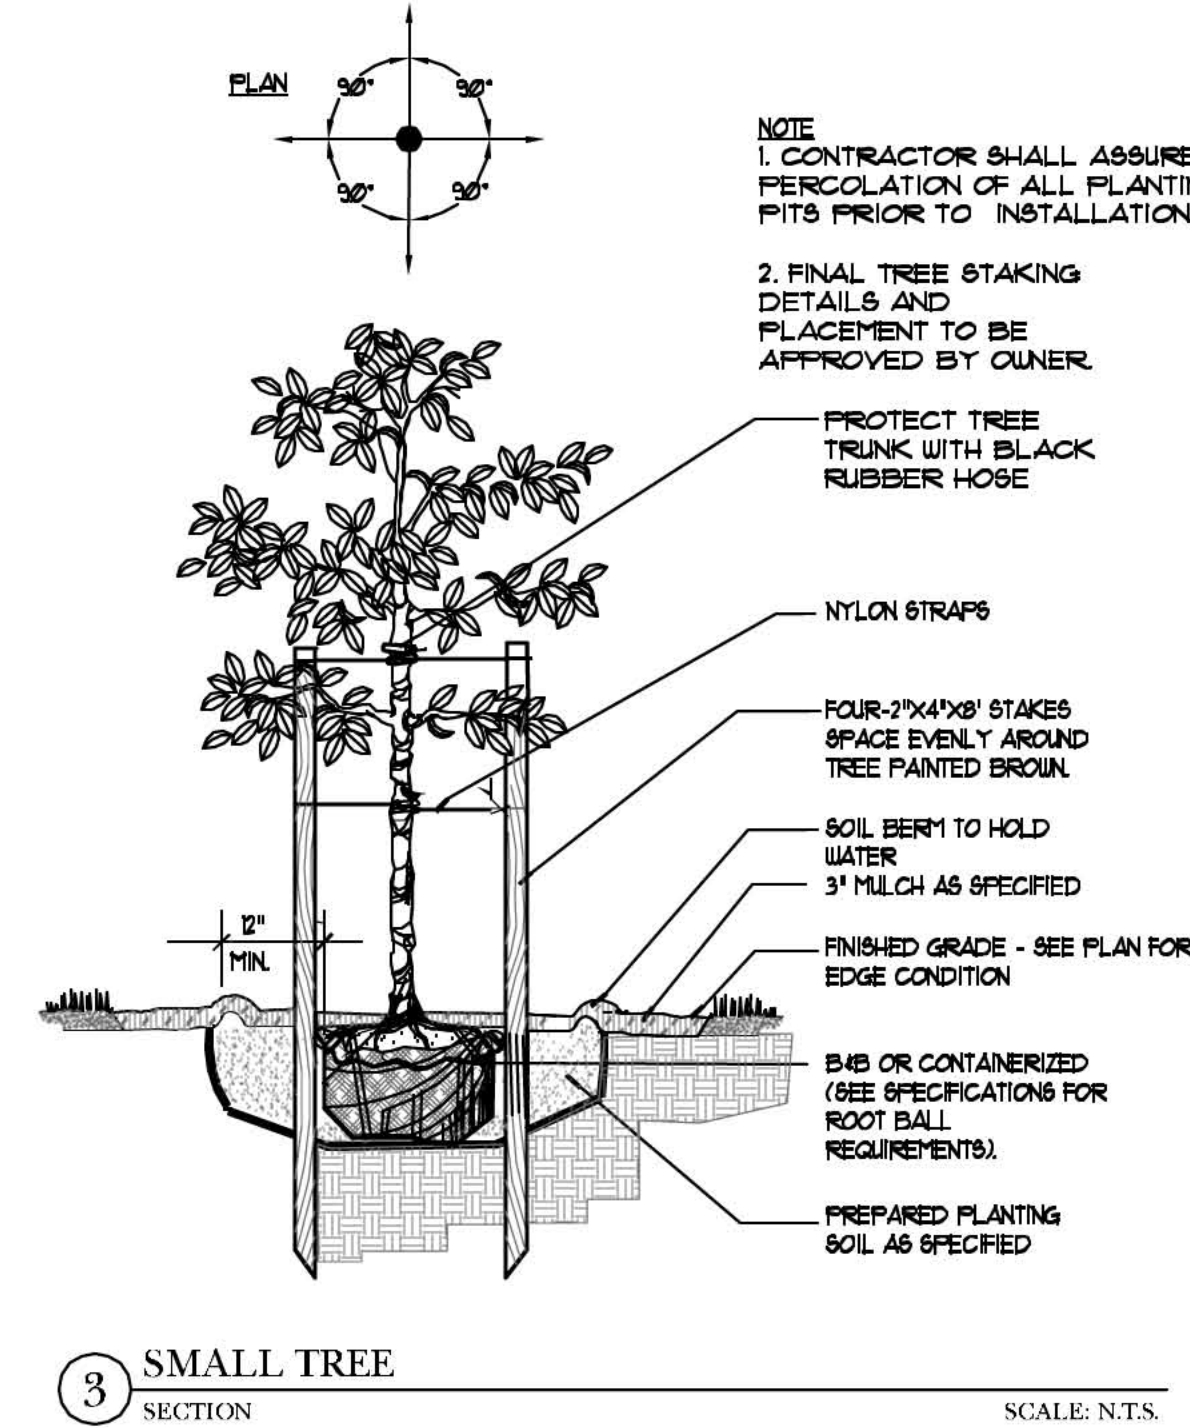 PLAN
90°
90°
90°
90°
NOTE
1. CONTRACTOR SHALL ASSURE
PERCOLATION OF ALL PLANTIN
PITS PRIOR TO INSTALLATION
2. FINAL TREE STAKING
DETAILS AND
PLACEMENT TO BE
APPROVED BY OWNER.
PROTECT TREE
TRUNK WITH BLACK
RUBBER HOSE
NYLON STRAPS
FOUR-2"X4"X8' STAKES
SPACE EVENLY AROUND
TREE PAINTED BROWN.
SOIL BERM TO HOLD
WATER
3" MULCH AS SPECIFIED
12"
MIN.
FINISHED GRADE - SEE PLAN FOR
EDGE CONDITION
B&B OR CONTAINERIZED
(SEE SPECIFICATIONS FOR
ROOT BALL
REQUIREMENTS).
PREPARED PLANTING
SOIL AS SPECIFIED
3
SMALL TREE
SECTION
SCALE: N.T.S.